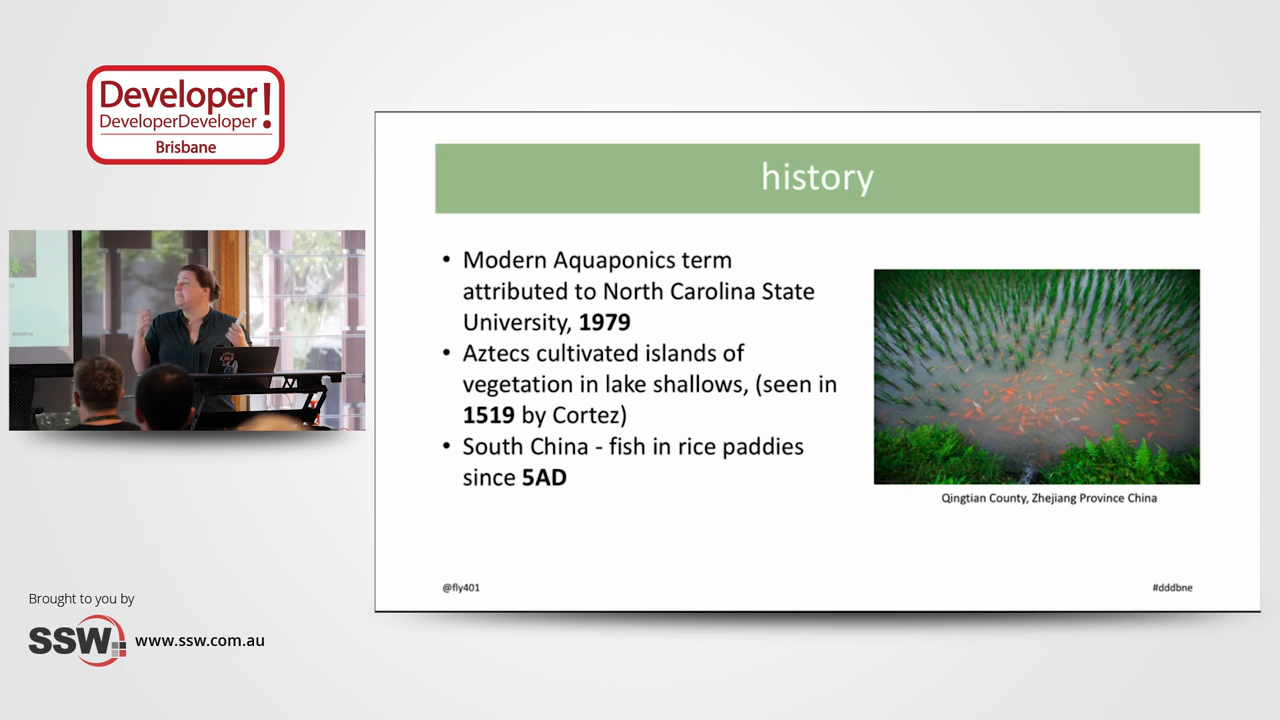 Developer!
DeveloperDeveloper
Brisbane
history
• Modern Aquaponics term
attributed to North Carolina State
University, 1979
• Aztecs cultivated islands of
vegetation in lake shallows, (seen in
1519 by Cortez)
• South China - fish in rice paddies
since 5AD
Qingtian County, Zhejiang Province China
@fly401
#dddbne
Brought to you by
SSW
www.ssw.com.au